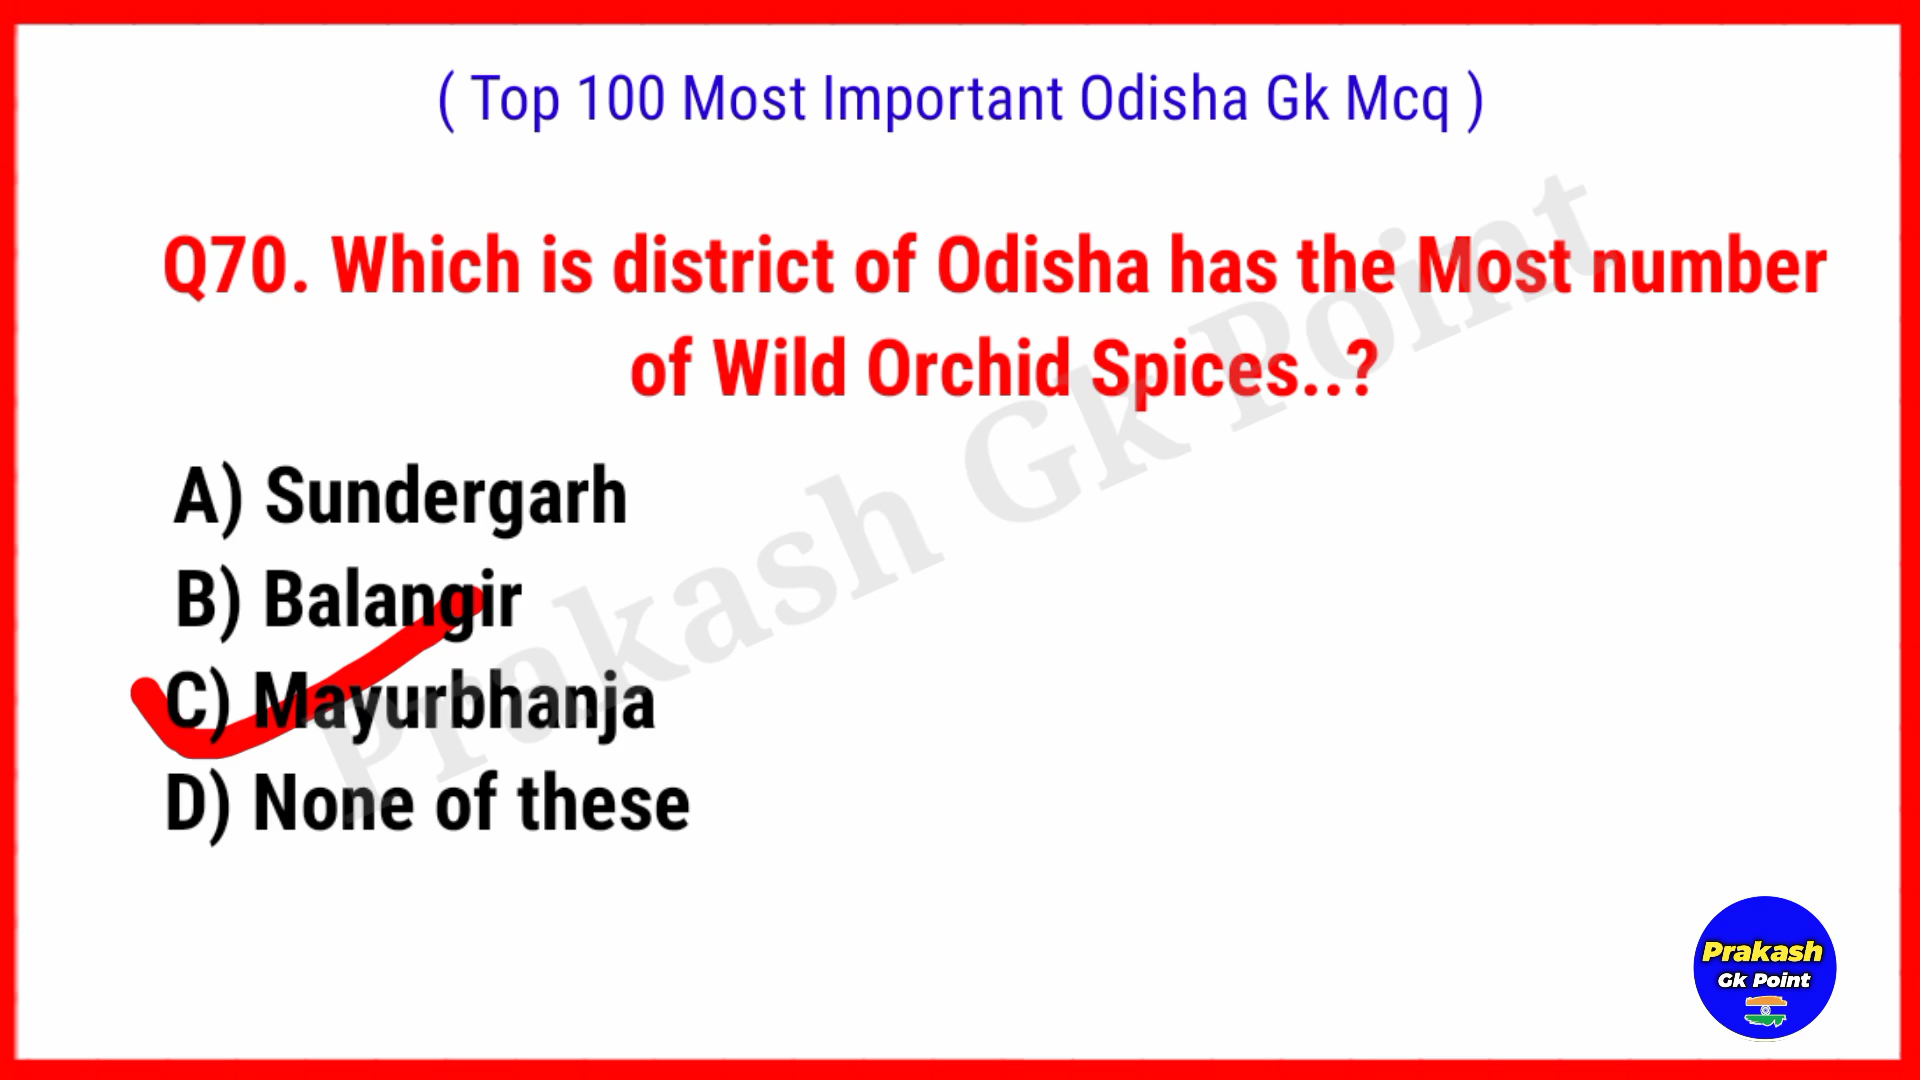 ( Top 100 Most Important Odisha Gk Mcq )
Q70. Which is district of Odisha has the Most number
of Wild Orchid Spices..?
A) Sundergarh
B) Balangir
C) Mayurbhanja
D) None of these
Prakash Gk Point
Prakash
Gk Point